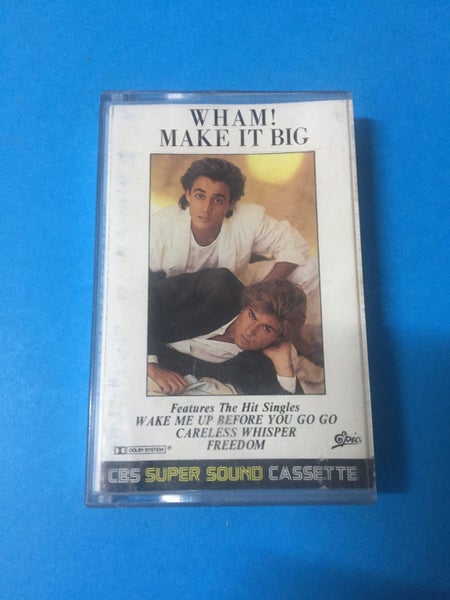 WHAM!
MAKE IT BIG
Features The Hit Singles
WAKE ME UP BEFORE YOU GO GO
CARELESS WHISPER
FREEDOM
Epic
DOLBY SYSTEM ®
CBS SUPER SOUND CASSETTE